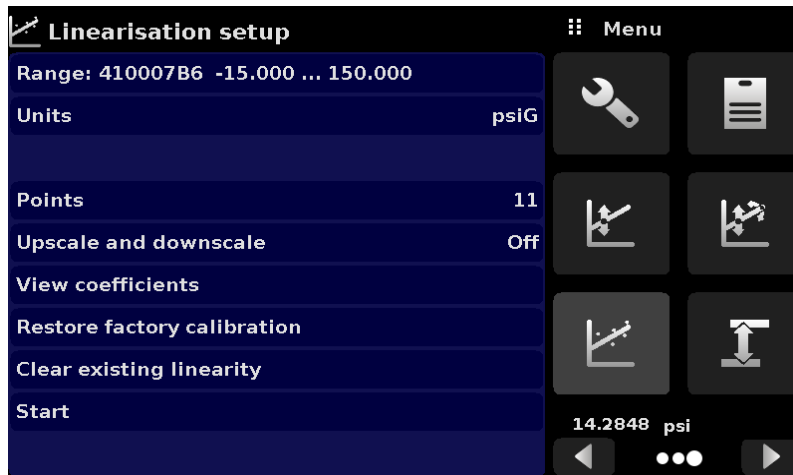 Linearisation setup
Menu
Range: 410007B6 -15.000 ... 150.000
Units psiG
Points 11
Upscale and downscale Off
View coefficients
Restore factory calibration
Clear existing linearity
Start
14.2848 psi